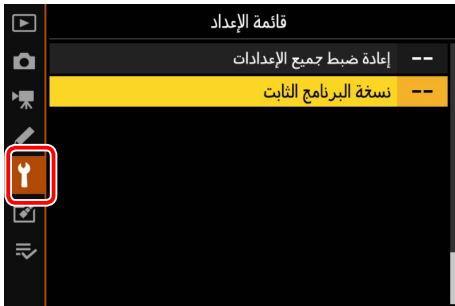 قائمة الإعداد
إعادة ضبط جميع الإعدادات --
نسخة البرنامج الثابت --